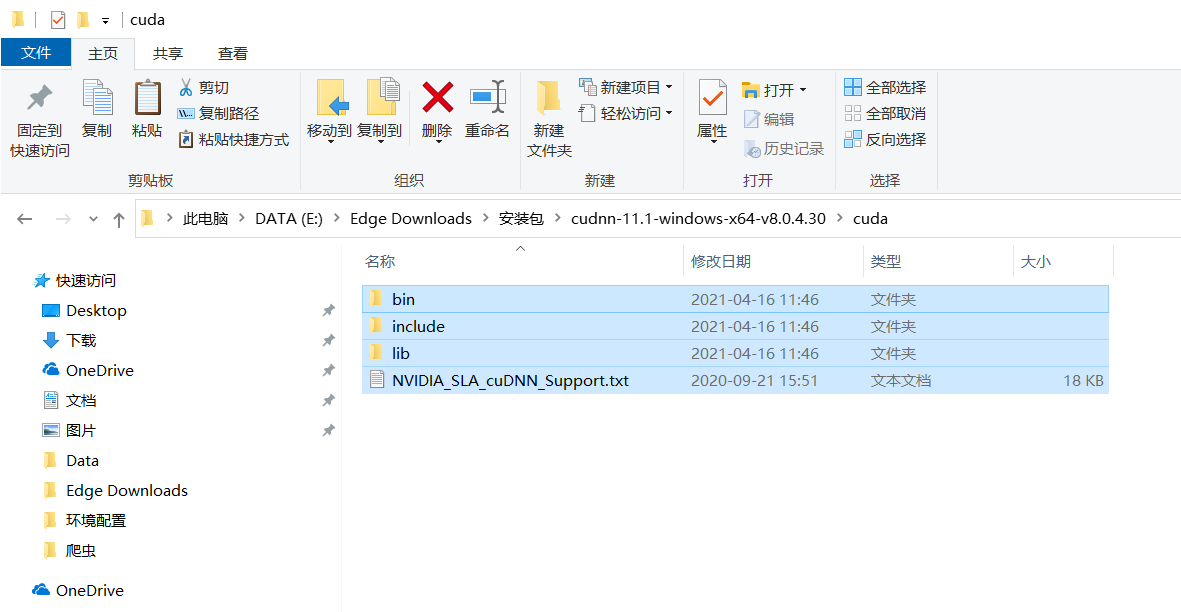 cuda
文件 主页 共享 查看
固定到
快速访问
复制
粘贴
剪切
复制路径
粘贴快捷方式
剪贴板
移动到
复制到
删除
重命名
组织
新建
文件夹
新建项目
轻松访问
新建
属性
打开
编辑
历史记录
打开
全部选择
全部取消
反向选择
选择
此电脑 > DATA (E:) > Edge Downloads > 安装包 > cudnn-11.1-windows-x64-v8.0.4.30 > cuda
快速访问
Desktop
下载
OneDrive
文档
图片
Data
Edge Downloads
环境配置
爬虫
OneDrive
名称 修改日期 类型 大小
bin 2021-04-16 11:46 文件夹
include 2021-04-16 11:46 文件夹
lib 2021-04-16 11:46 文件夹
NVIDIA_SLA_cuDNN_Support.txt 2020-09-21 15:51 文本文档 18 KB